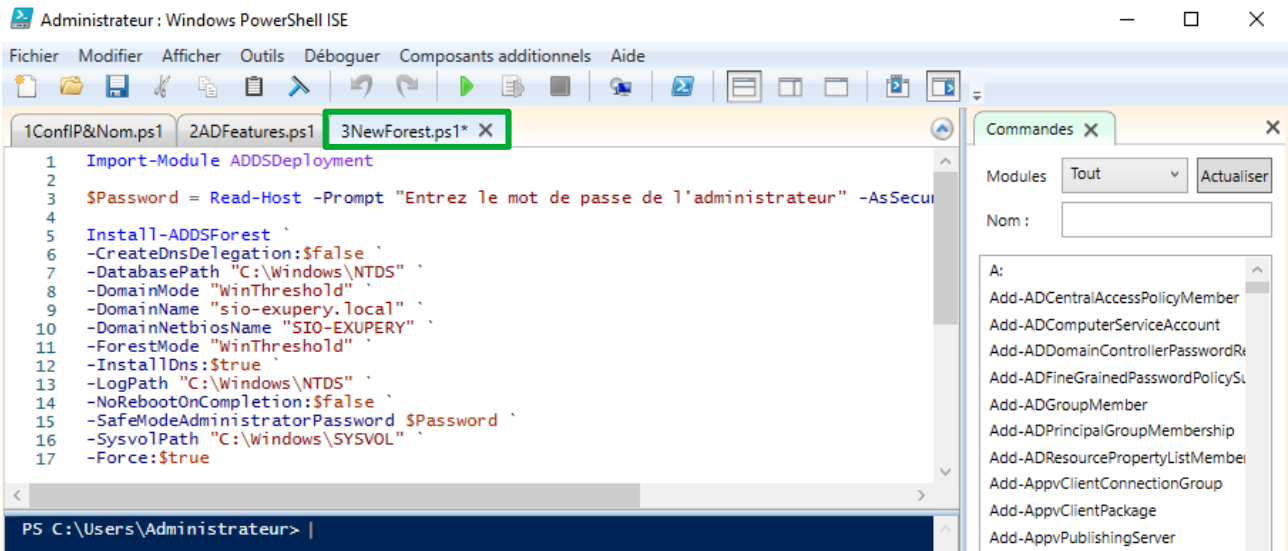 Administrateur : Windows PowerShell ISE
Fichier Modifier Afficher Outils Déboguer Composants additionnels Aide
1ConfIP&Nom.ps1 2ADFeatures.ps1 3NewForest.ps1* X
1 Import-Module ADDSDeployment
2
3 $Password = Read-Host -Prompt "Entrez le mot de passe de l'administrateur" -AsSecu
4
5 Install-ADDSForest `
6 -CreateDnsDelegation:$false `
7 -DatabasePath "C:\Windows\NTDS" `
8 -DomainMode "WinThreshold" `
9 -DomainName "sio-exupery.local" `
10 -DomainNetbiosName "SIO-EXUPERY" `
11 -ForestMode "WinThreshold" `
12 -InstallDns:$true `
13 -LogPath "C:\Windows\NTDS" `
14 -NoRebootOnCompletion:$false `
15 -SafeModeAdministratorPassword $Password `
16 -SysvolPath "C:\Windows\SYSVOL" `
17 -Force:$true
PS C:\Users\Administrateur> |
Commandes X
Modules Tout Actualiser
Nom :
A:
Add-ADCentralAccessPolicyMember
Add-ADComputerServiceAccount
Add-ADDomainControllerPasswordRe
Add-ADFineGrainedPasswordPolicySu
Add-ADGroupMember
Add-ADPrincipalGroupMembership
Add-ADResourcePropertyListMember
Add-AppvClientConnectionGroup
Add-AppvClientPackage
Add-AppvPublishingServer